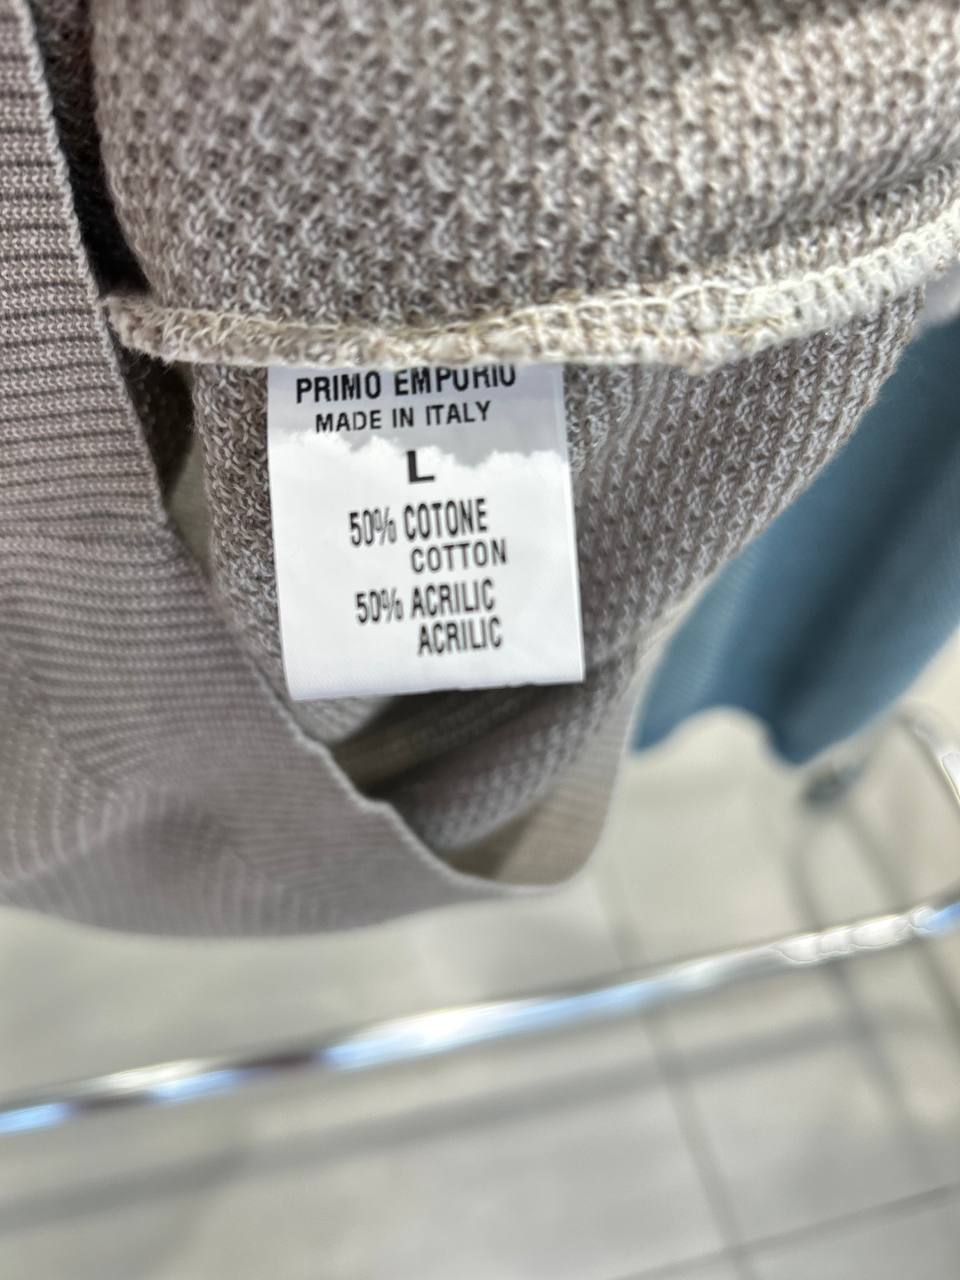 PRIMO EMPORIO
MADE IN ITALY
L
50% COTONE
COTTON
50% ACRILIC
ACRILIC